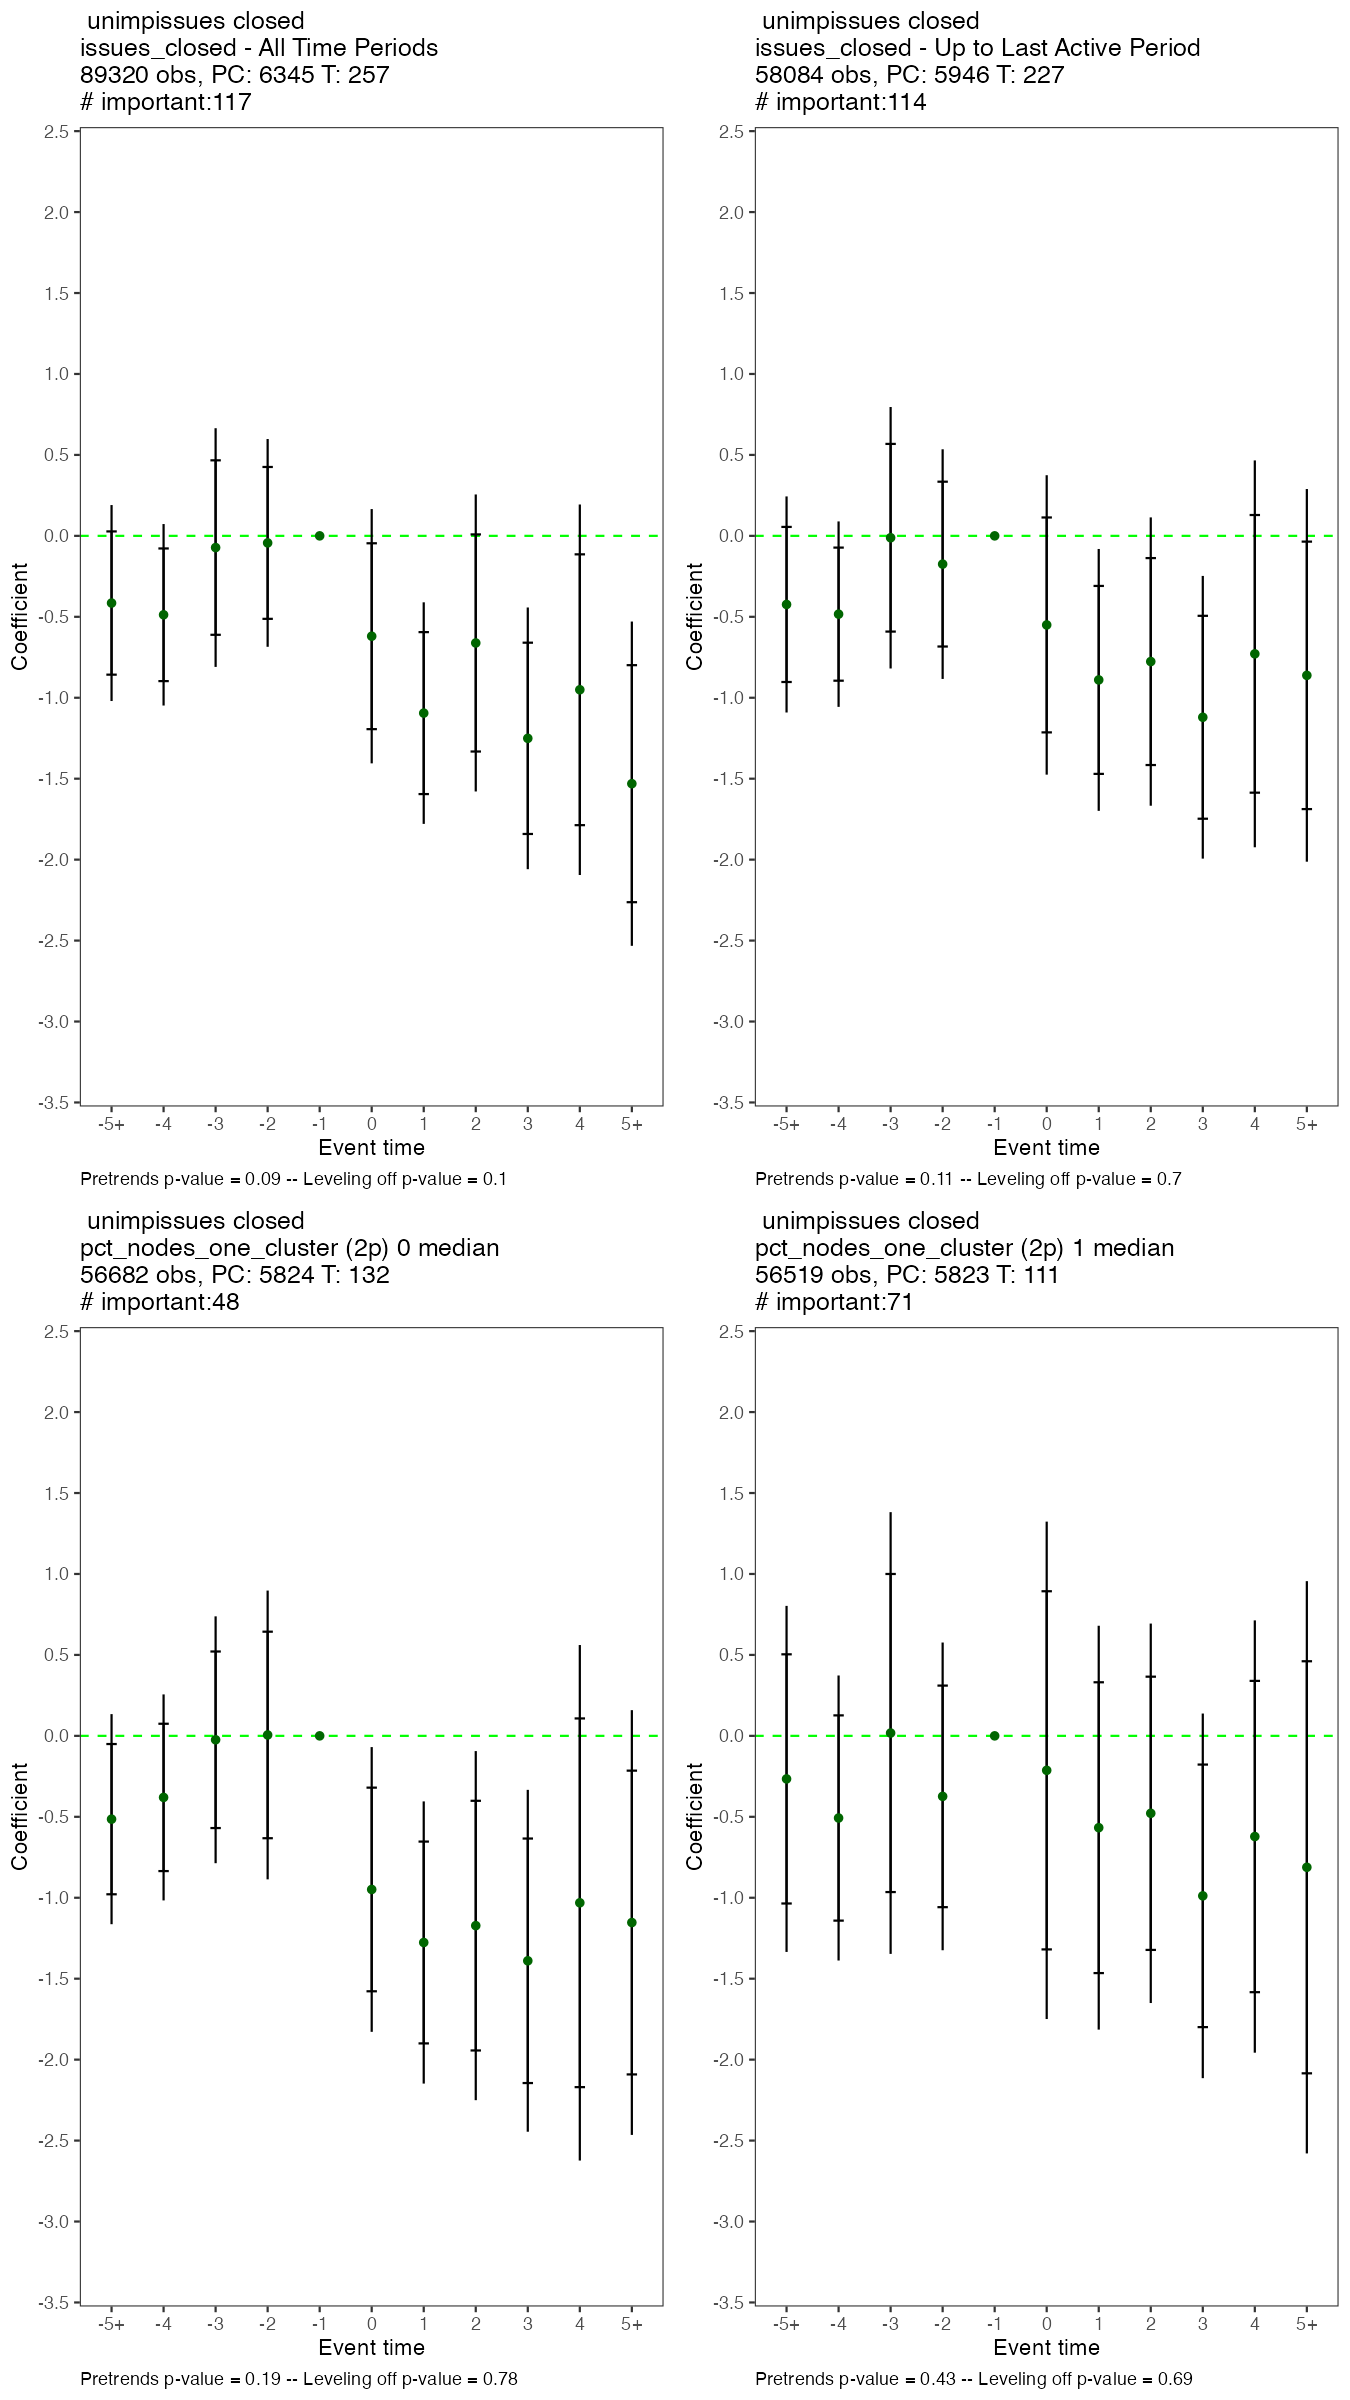 unimpissues closed
issues_closed - All Time Periods
89320 obs, PC: 6345 T: 257
# important:117
2.5
2.0
1.5
1.0
0.5
0.0
-0.5
-1.0
-1.5
-2.0
-2.5
-3.0
-3.5
Coefficient
-5+ -4 -3 -2 -1 0 1 2 3 4 5+
Event time
Pretrends p-value = 0.09 -- Leveling off p-value = 0.1
unimpissues closed
issues_closed - Up to Last Active Period
58084 obs, PC: 5946 T: 227
# important:114
2.5
2.0
1.5
1.0
0.5
0.0
-0.5
-1.0
-1.5
-2.0
-2.5
-3.0
-3.5
Coefficient
-5+ -4 -3 -2 -1 0 1 2 3 4 5+
Event time
Pretrends p-value = 0.11 -- Leveling off p-value = 0.7
unimpissues closed
pct_nodes_one_cluster (2p) 0 median
56682 obs, PC: 5824 T: 132
# important:48
2.5
2.0
1.5
1.0
0.5
0.0
-0.5
-1.0
-1.5
-2.0
-2.5
-3.0
-3.5
Coefficient
-5+ -4 -3 -2 -1 0 1 2 3 4 5+
Event time
Pretrends p-value = 0.19 -- Leveling off p-value = 0.78
unimpissues closed
pct_nodes_one_cluster (2p) 1 median
56519 obs, PC: 5823 T: 111
# important:71
2.5
2.0
1.5
1.0
0.5
0.0
-0.5
-1.0
-1.5
-2.0
-2.5
-3.0
-3.5
Coefficient
-5+ -4 -3 -2 -1 0 1 2 3 4 5+
Event time
Pretrends p-value = 0.43 -- Leveling off p-value = 0.69